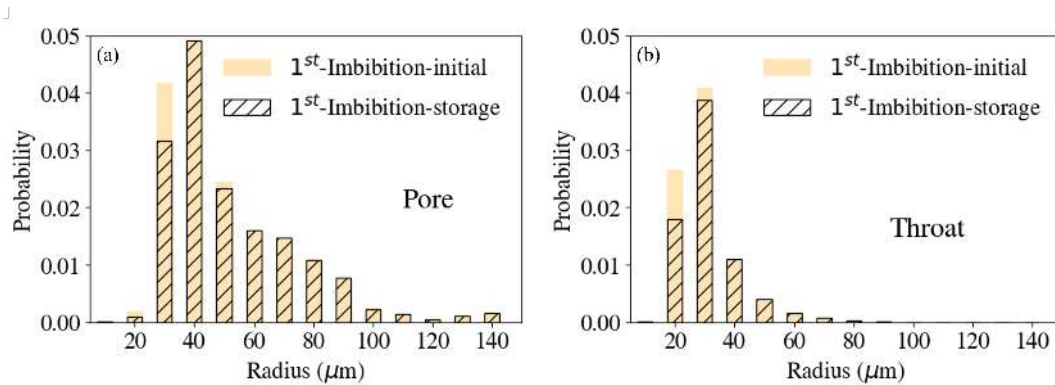 (a)
1st-Imbibition-initial
1st-Imbibition-storage
Pore
Probability
0.05
0.04
0.03
0.02
0.01
0.00
20 40 60 80 100 120 140
Radius (μm)
(b)
1st-Imbibition-initial
1st-Imbibition-storage
Throat
Probability
0.05
0.04
0.03
0.02
0.01
0.00
20 40 60 80 100 120 140
Radius (μm)